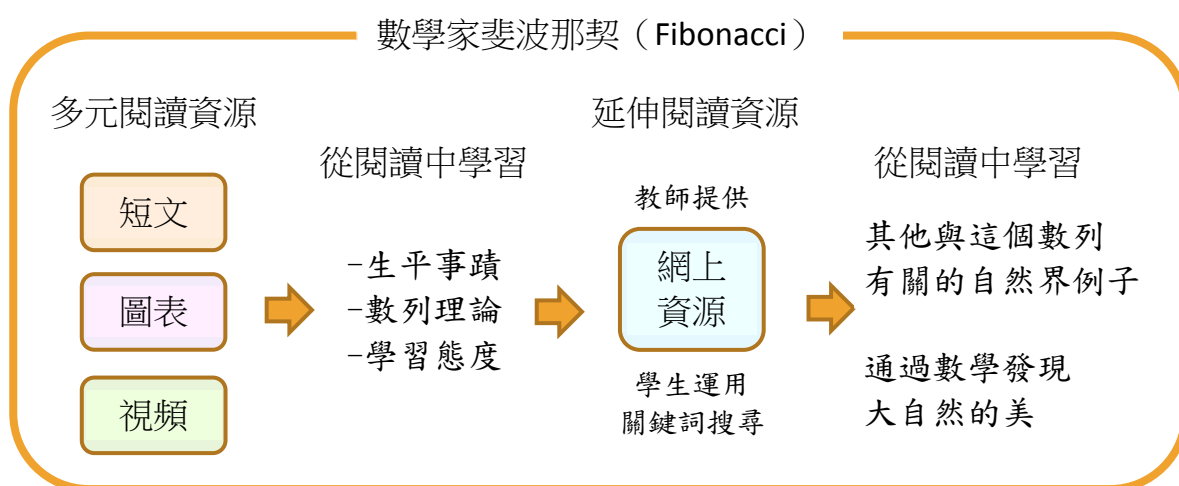 數學家斐波那契（Fibonacci）
多元閱讀資源
短文
圖表
視頻
從閱讀中學習
-生平事蹟
-數列理論
-學習態度
延伸閱讀資源
教師提供
網上
資源
學生運用
關鍵詞搜尋
從閱讀中學習
其他與這個數列
有關的自然界例子
通過數學發現
大自然的美